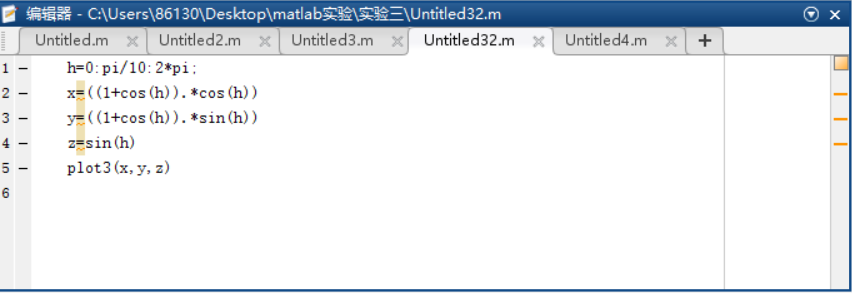 编辑器 - C:\Users\86130\Desktop\matlab实验\实验三\Untitled32.m
Untitled.m Untitled2.m Untitled3.m Untitled32.m Untitled4.m +
1 — h=0:pi/10:2*pi;
2 — x=((1+cos(h)).*cos(h))
3 — y=((1+cos(h)).*sin(h))
4 — z=sin(h)
5 — plot3(x,y,z)
6